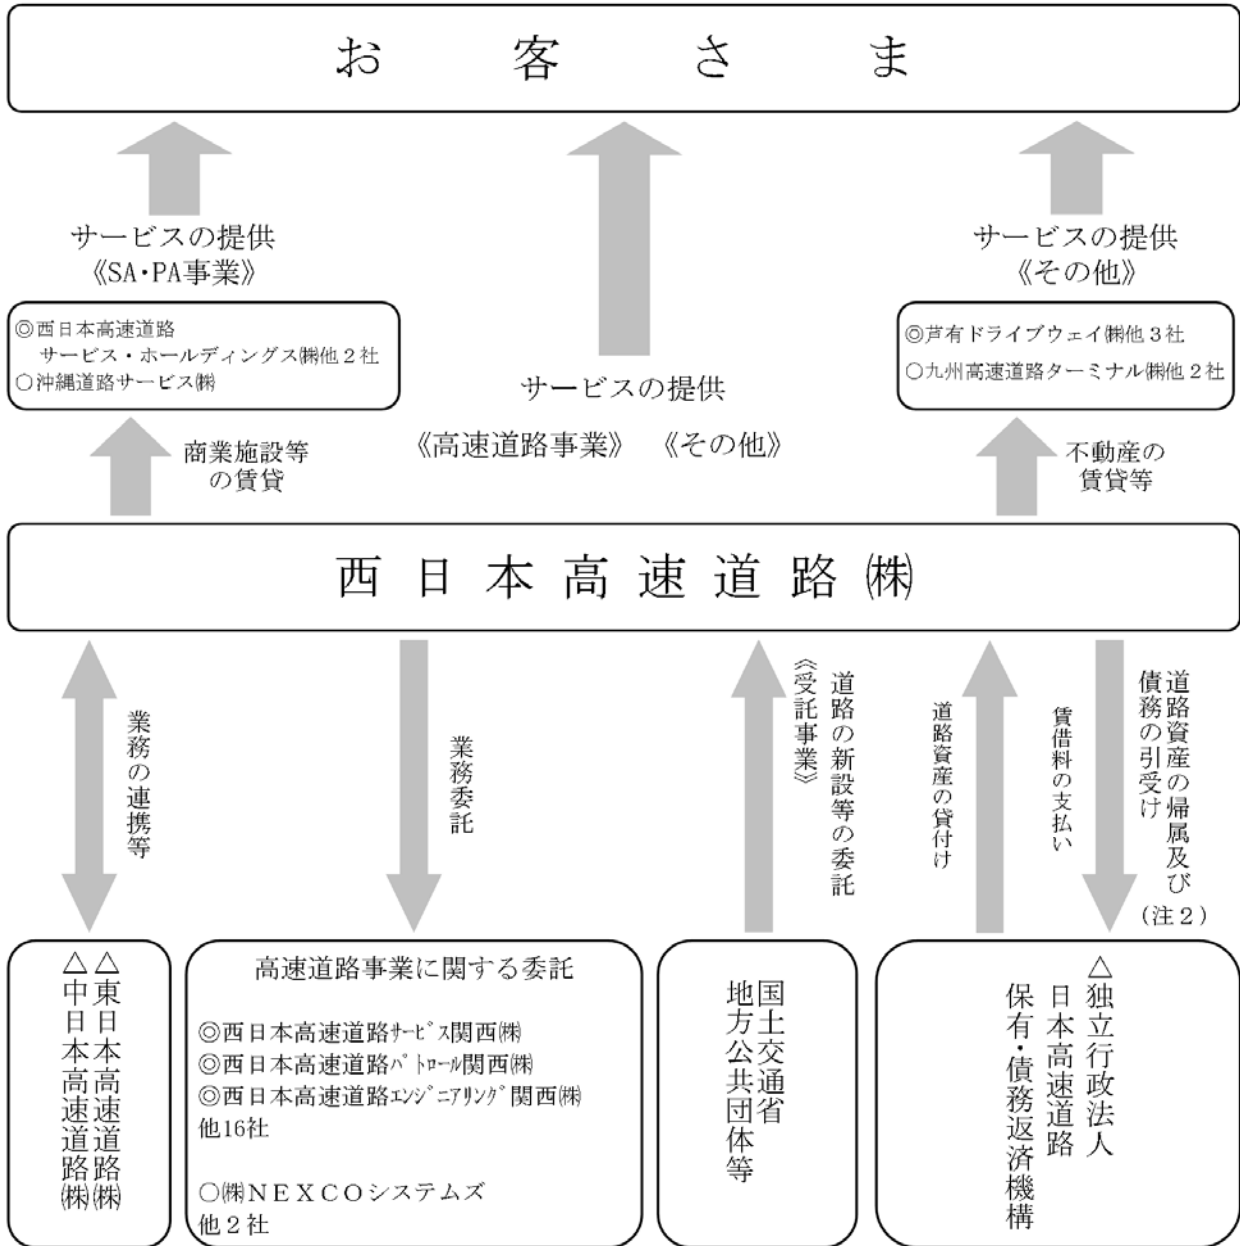 お客さま
サービスの提供
《SA・PA事業》
サービスの提供
《その他》
◎西日本高速道路
サービス・ホールディングス㈱他２社
○沖縄道路サービス㈱
◎芦有ドライブウェイ㈱他３社
○九州高速道路ターミナル㈱他２社
サービスの提供
《高速道路事業》 《その他》
商業施設等
の賃貸
不動産の
賃貸等
西日本高速道路㈱
業務の連携等
業務委託
道路の新設等の委託
《受託事業》
道路資産の貸付け
賃借料の支払い
道路資産の帰属及び
債務の引受け
(注２)
△東日本高速道路㈱
△中日本高速道路㈱
高速道路事業に関する委託
◎西日本高速道路ｻｰﾋﾞｽ関西㈱
◎西日本高速道路ﾊﾟﾄﾛｰﾙ関西㈱
◎西日本高速道路ｴﾝｼﾞﾆｱﾘﾝｸﾞ関西㈱
他16社
○㈱ＮＥＸＣＯシステムズ
他２社
国土交通省
地方公共団体等
△独立行政法人
日本高速道路
保有・債務返済機構